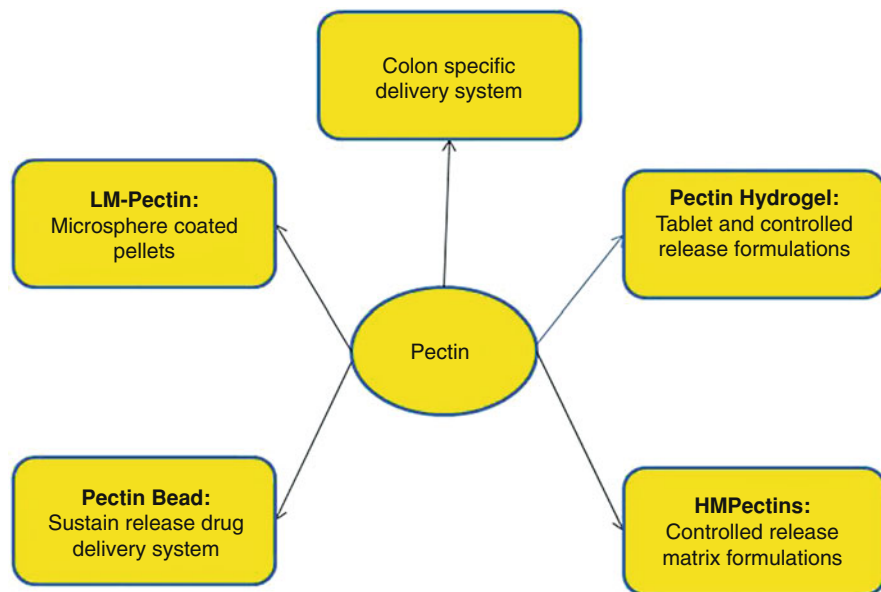 Colon specific
delivery system
LM-Pectin:
Microsphere coated
pellets
Pectin Hydrogel:
Tablet and controlled
release formulations
Pectin
Pectin Bead:
Sustain release drug
delivery system
HMPectins:
Controlled release
matrix formulations